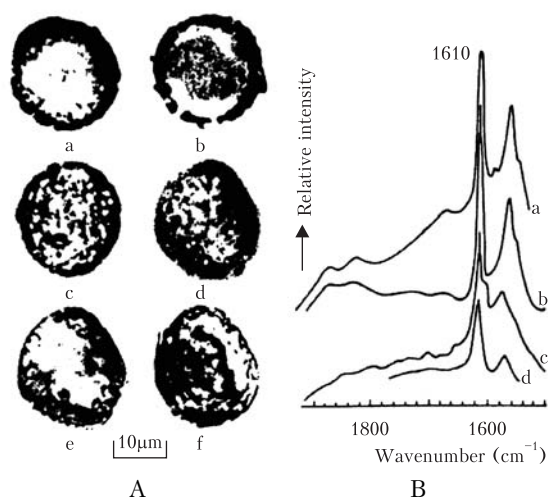 a
b
c
d
e
f
10μm
A
1610
Relative intensity
a
b
c
d
1800
1600
Wavenumber (cm⁻¹)
B